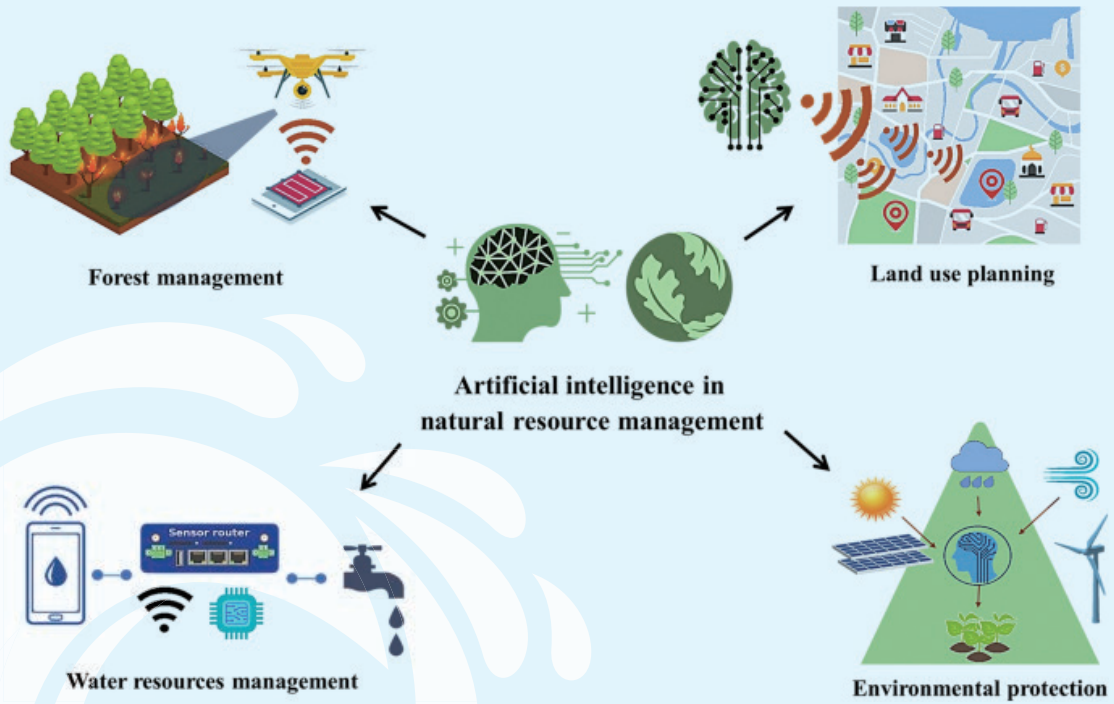 Forest management
Land use planning
Artificial intelligence in
natural resource management
Sensor router
Water resources management
Environmental protection